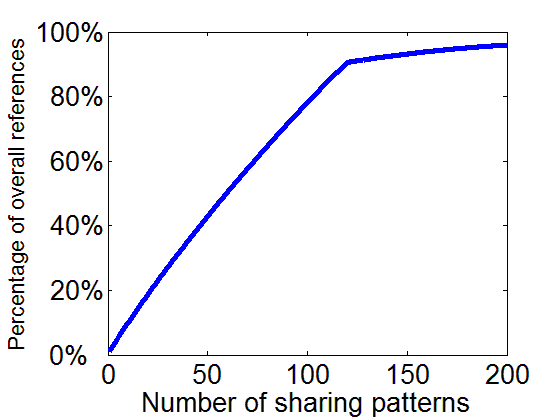 Percentage of overall references
100%
80%
60%
40%
20%
0%
0 50 100 150 200
Number of sharing patterns